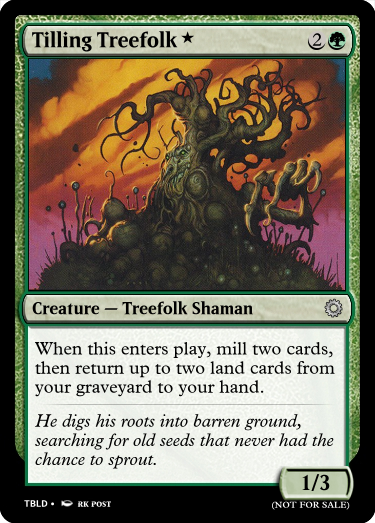 Tilling Treefolk ★ 2
Creature — Treefolk Shaman
When this enters play, mill two cards,
then return up to two land cards from
your graveyard to your hand.
He digs his roots into barren ground,
searching for old seeds that never had the
chance to sprout.
1/3
TBLD • RK POST
(NOT FOR SALE)